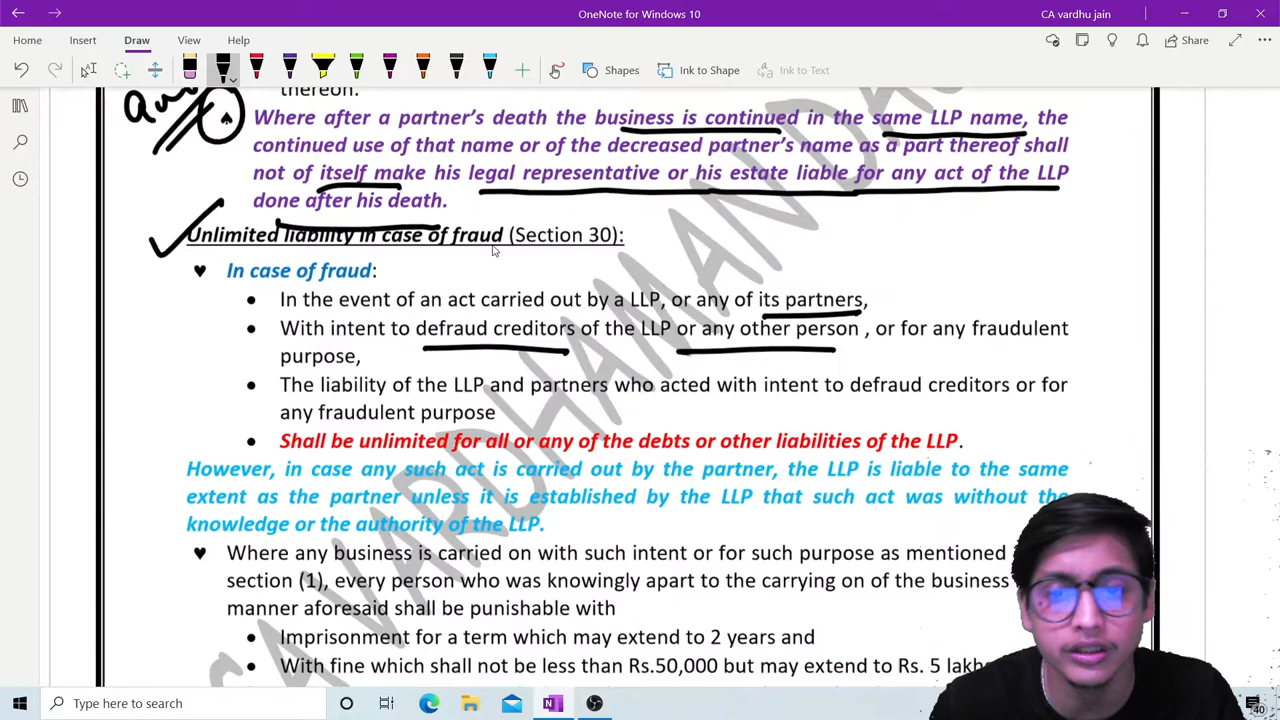 OneNote for Windows 10
CA vardhu jain
Home Insert Draw View Help
Share
Shapes
Ink to Shape
Ink to Text
thereon.
Where after a partner's death the business is continued in the same LLP name, the
continued use of that name or of the decreased partner's name as a part thereof shall
not of itself make his legal representative or his estate liable for any act of the LLP
done after his death.
Unlimited liability in case of fraud (Section 30):
In case of fraud:
In the event of an act carried out by a LLP, or any of its partners,
With intent to defraud creditors of the LLP or any other person , or for any fraudulent
purpose,
The liability of the LLP and partners who acted with intent to defraud creditors or for
any fraudulent purpose
Shall be unlimited for all or any of the debts or other liabilities of the LLP.
However, in case any such act is carried out by the partner, the LLP is liable to the same
extent as the partner unless it is established by the LLP that such act was without the
knowledge or the authority of the LLP.
Where any business is carried on with such intent or for such purpose as mentioned
section (1), every person who was knowingly apart to the carrying on of the business
manner aforesaid shall be punishable with
Imprisonment for a term which may extend to 2 years and
With fine which shall not be less than Rs.50,000 but may extend to Rs. 5 lakh
CA VARDHAMAN DA
Type here to search
40